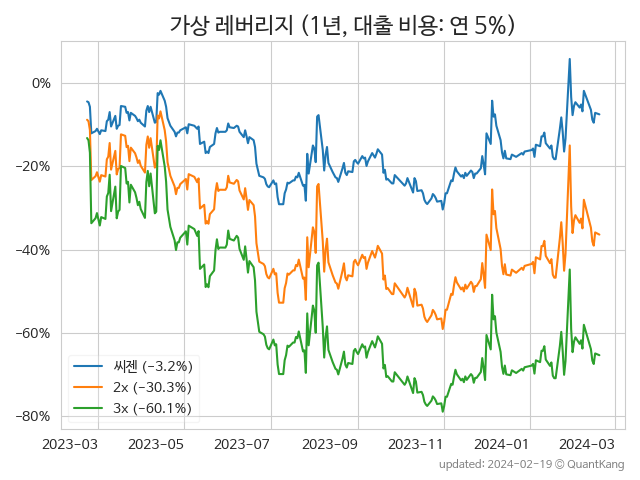 가상 레버리지 (1년, 대출 비용: 연 5%)
0%
−20%
−40%
−60%
−80%
씨젠 (−3.2%)
2x (−30.3%)
3x (−60.1%)
2023−03 2023−05 2023−07 2023−09 2023−11 2024−01 2024−03
updated: 2024−02−19 © QuantKang